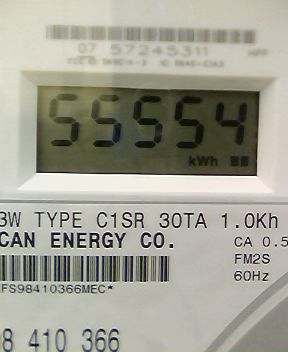 07 57245311
55554
kWh
3W TYPE C1SR 30TA 1.0Kh
CAN ENERGY CO.
CA 0.5
FM2S
60Hz
FS98410366MEC*
98 410 366